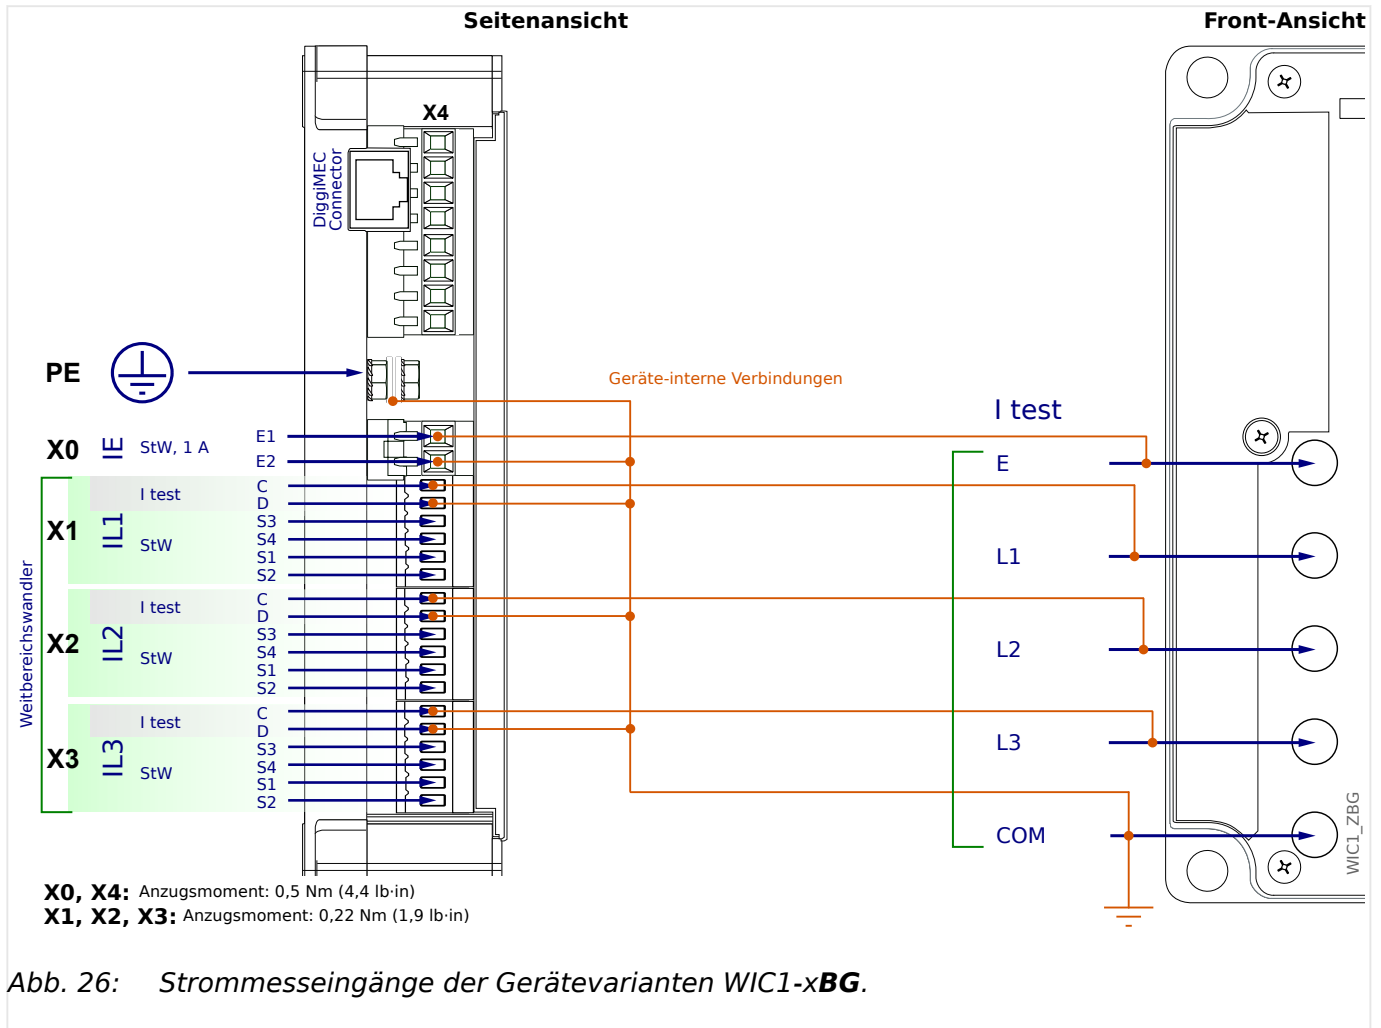 Seitenansicht
Front-Ansicht
X4
DiggiMEC
Connector
PE
Geräte-interne Verbindungen
I test
X0
IE
StW, 1 A
E1
E2
E
Weitbereichswandler
X1
IL1
I test
StW
C
D
S3
S4
S1
S2
L1
X2
IL2
I test
StW
C
D
S3
S4
S1
S2
L2
X3
IL3
I test
StW
C
D
S3
S4
S1
S2
L3
COM
WIC1_ZBG
X0, X4: Anzugsmoment: 0,5 Nm (4,4 lb·in)
X1, X2, X3: Anzugsmoment: 0,22 Nm (1,9 lb·in)
Abb. 26: Strommesseingänge der Gerätevarianten WIC1-xBG.